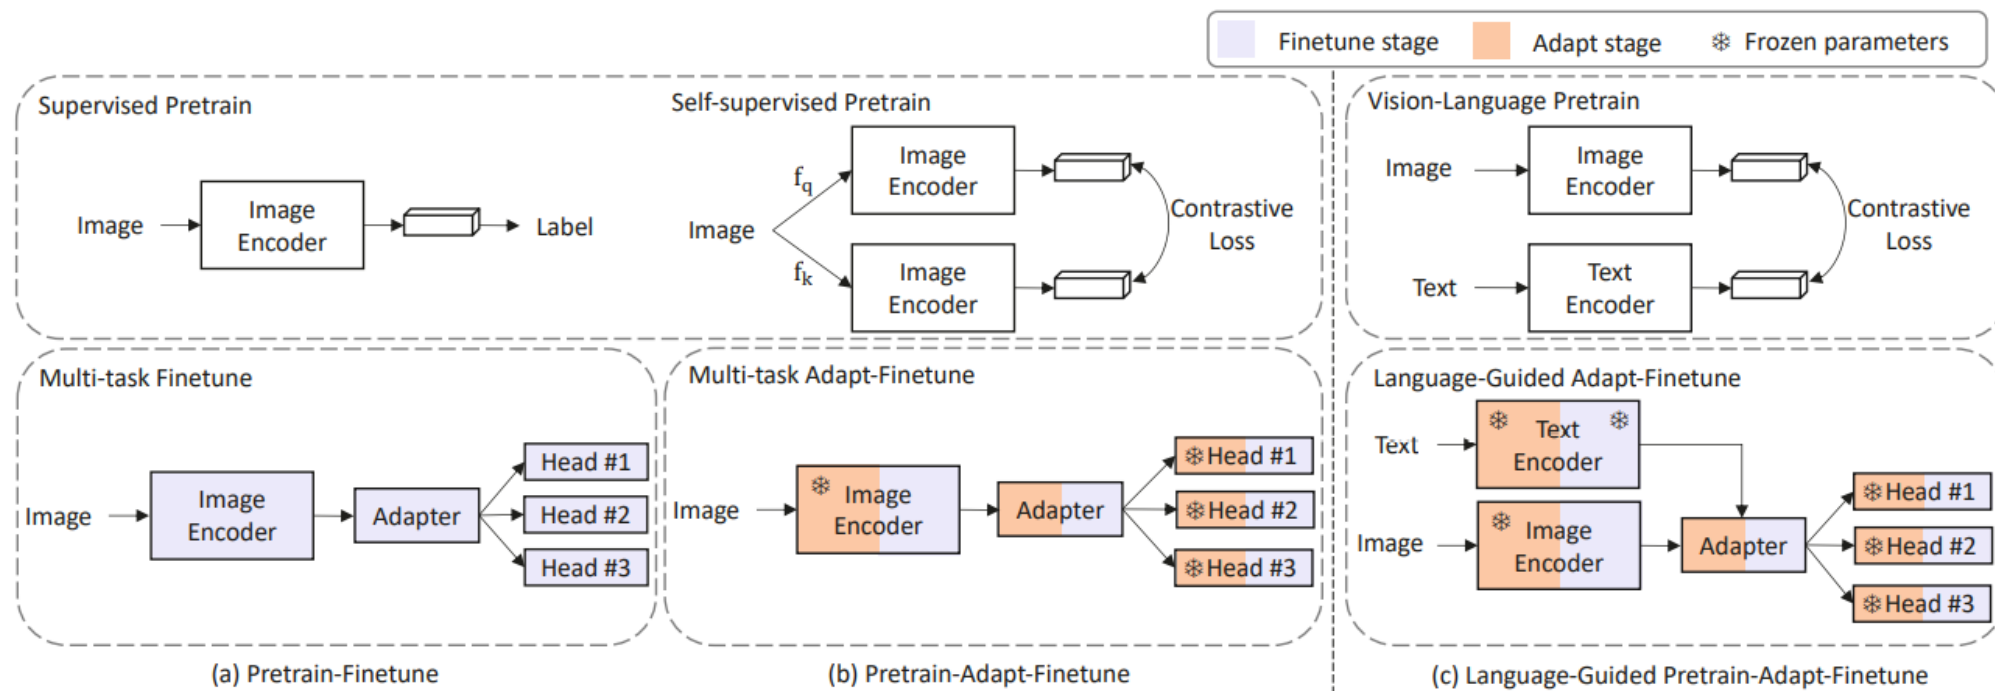 Finetune stage
Adapt stage
Frozen parameters
Supervised Pretrain
Image
Image
Encoder
Label
Self-supervised Pretrain
Image
f_q
f_k
Image
Encoder
Image
Encoder
Contrastive
Loss
Vision-Language Pretrain
Image
Image
Encoder
Text
Text
Encoder
Contrastive
Loss
Multi-task Finetune
Image
Image
Encoder
Adapter
Head #1
Head #2
Head #3
Multi-task Adapt-Finetune
Image
Image
Encoder
Adapter
Head #1
Head #2
Head #3
Language-Guided Adapt-Finetune
Text
Text
Encoder
Image
Image
Encoder
Adapter
Head #1
Head #2
Head #3
(a) Pretrain-Finetune
(b) Pretrain-Adapt-Finetune
(c) Language-Guided Pretrain-Adapt-Finetune